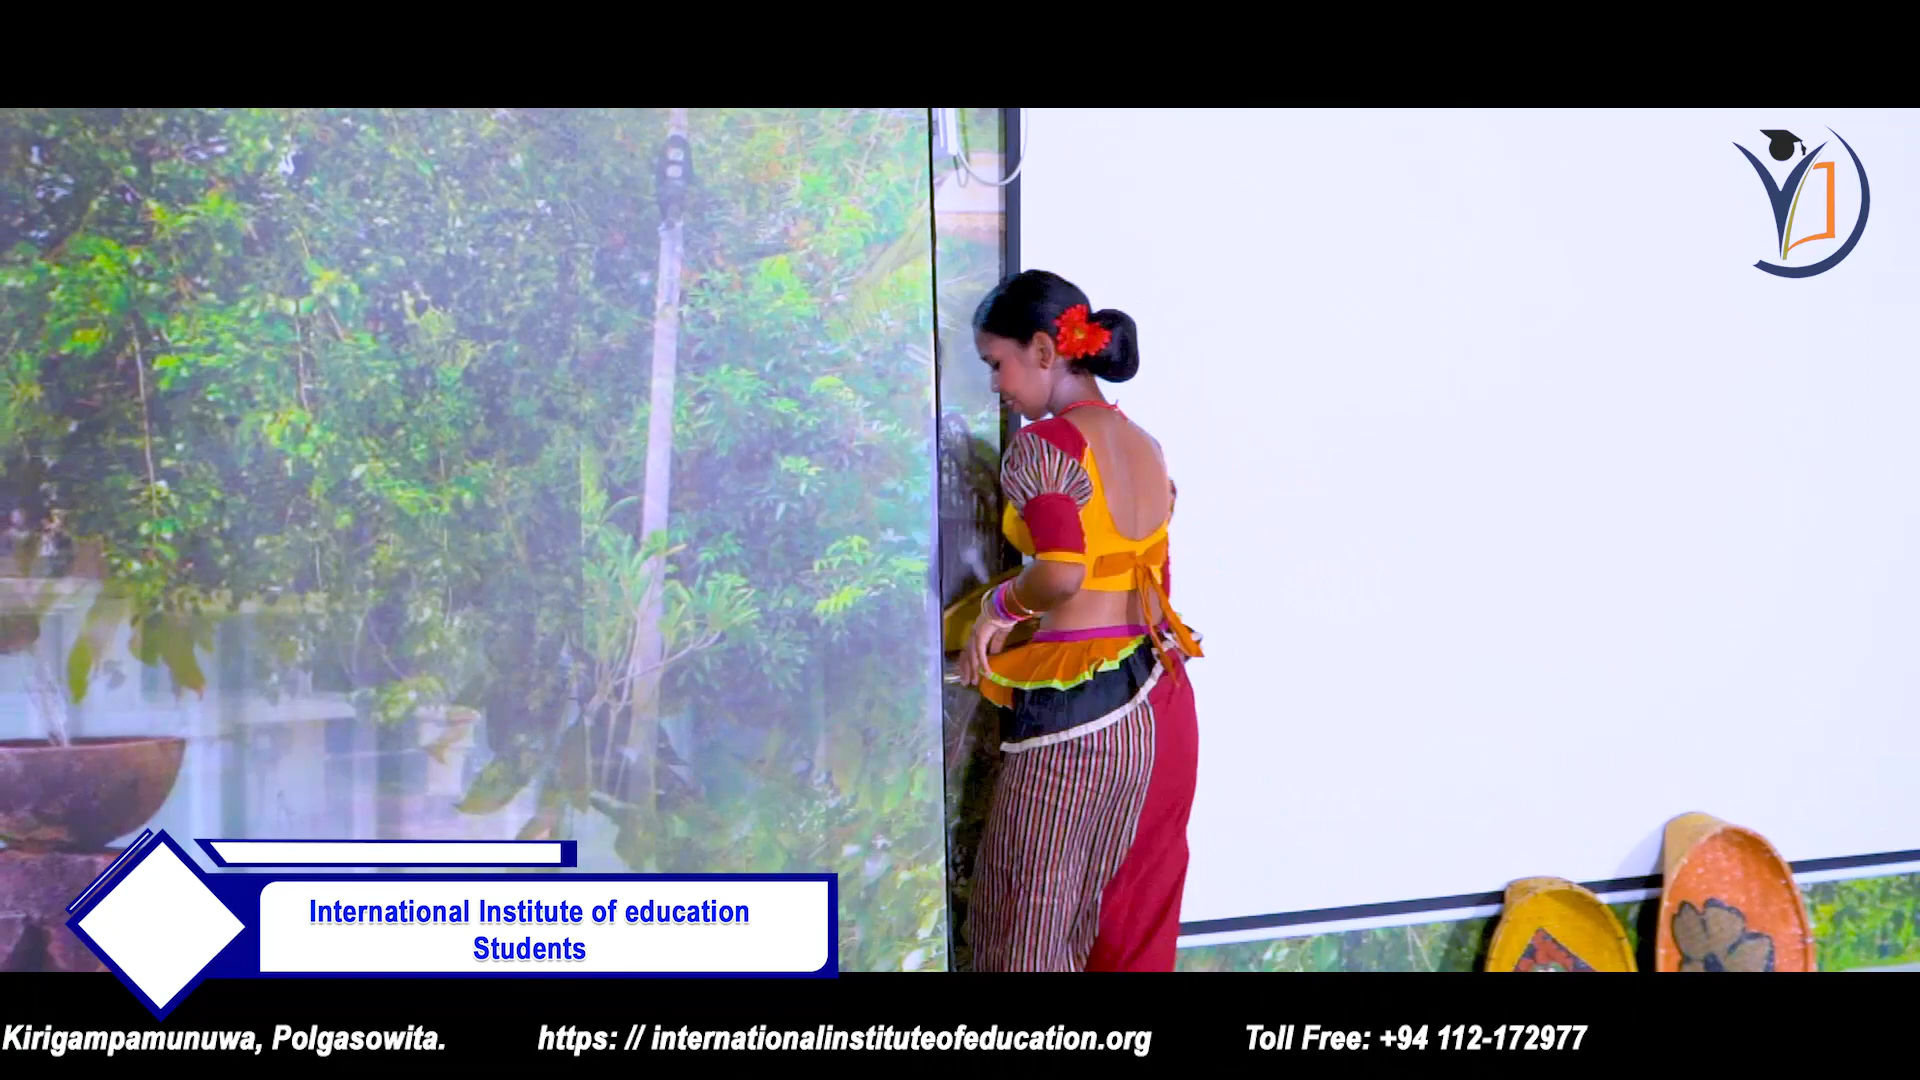 International Institute of education
Students
Kirigampamunuwa, Polgasowita. https: // internationalinstituteofeducation.org Toll Free: +94 112-172977